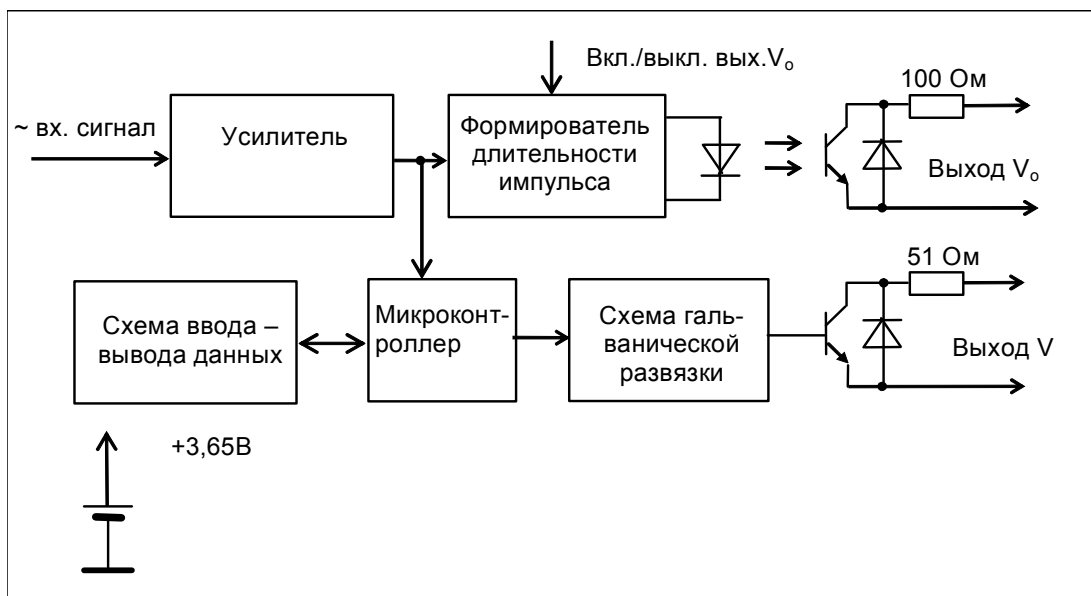 Вкл./выкл. вых.Vₒ
100 Ом
~ вх. сигнал
Усилитель
Формирователь
длительности
импульса
Выход Vₒ
51 Ом
Схема ввода –
вывода данных
Микроконт-
роллер
Схема галь-
ванической
развязки
Выход V
+3,65В